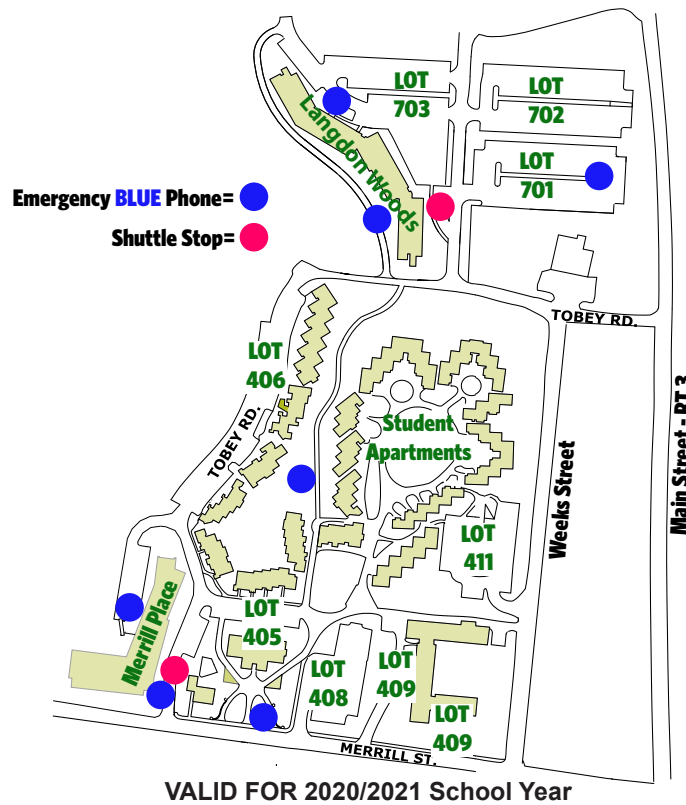 LOT
703
LOT
702
LOT
701
Langdon Woods
Emergency BLUE Phone=
Shuttle Stop=
TOBEY RD.
LOT
406
TOBEY RD.
Student
Apartments
Weeks Street
Main Street - RT 3
LOT
411
Merrill Place
LOT
405
LOT
408
LOT
409
LOT
409
MERRILL ST.
VALID FOR 2020/2021 School Year